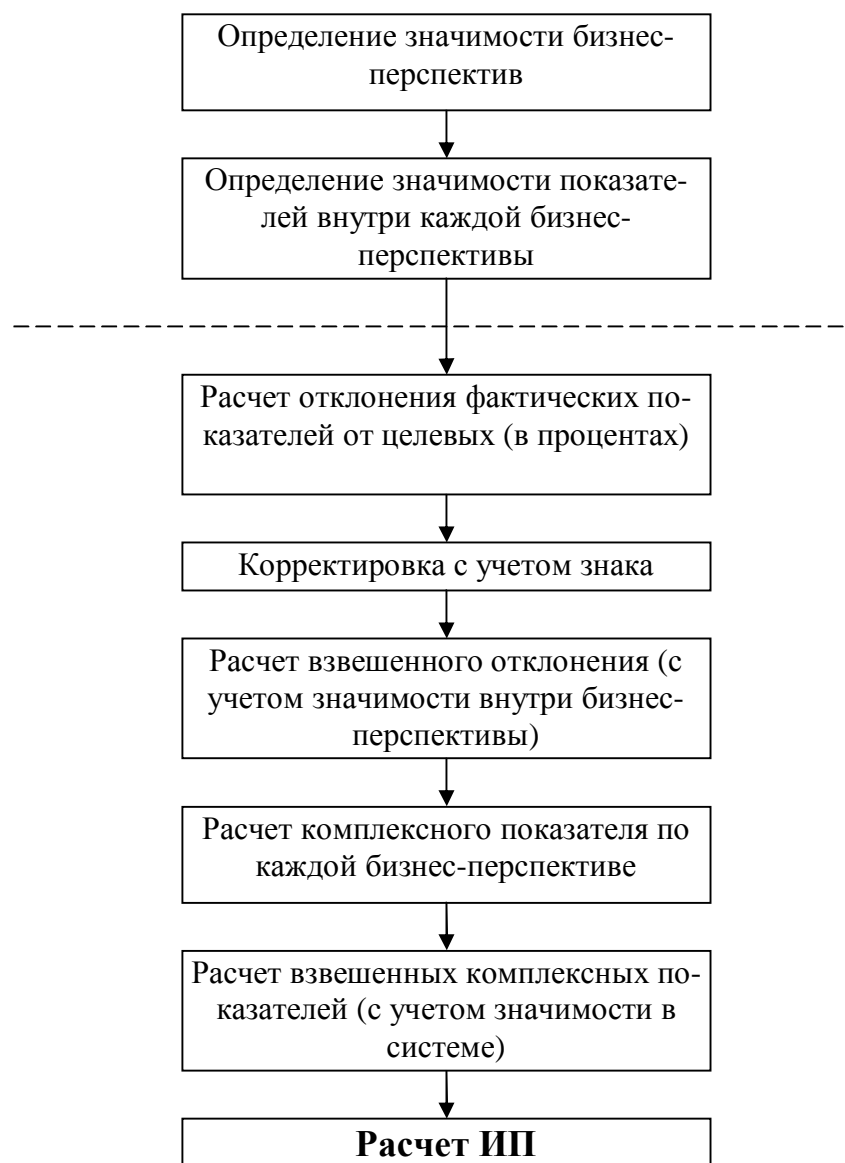 Определение значимости бизнес-
перспектив
Определение значимости показате-
лей внутри каждой бизнес-
перспективы
Расчет отклонения фактических по-
казателей от целевых (в процентах)
Корректировка с учетом знака
Расчет взвешенного отклонения (с
учетом значимости внутри бизнес-
перспективы)
Расчет комплексного показателя по
каждой бизнес-перспективе
Расчет взвешенных комплексных по-
казателей (с учетом значимости в
системе)
Расчет ИП